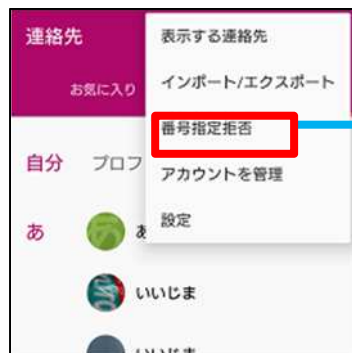 連絡先
表示する連絡先
お気に入り
インポート/エクスポート
番号指定拒否
自分 プロフ
アカウントを管理
設定
あ
いいじま